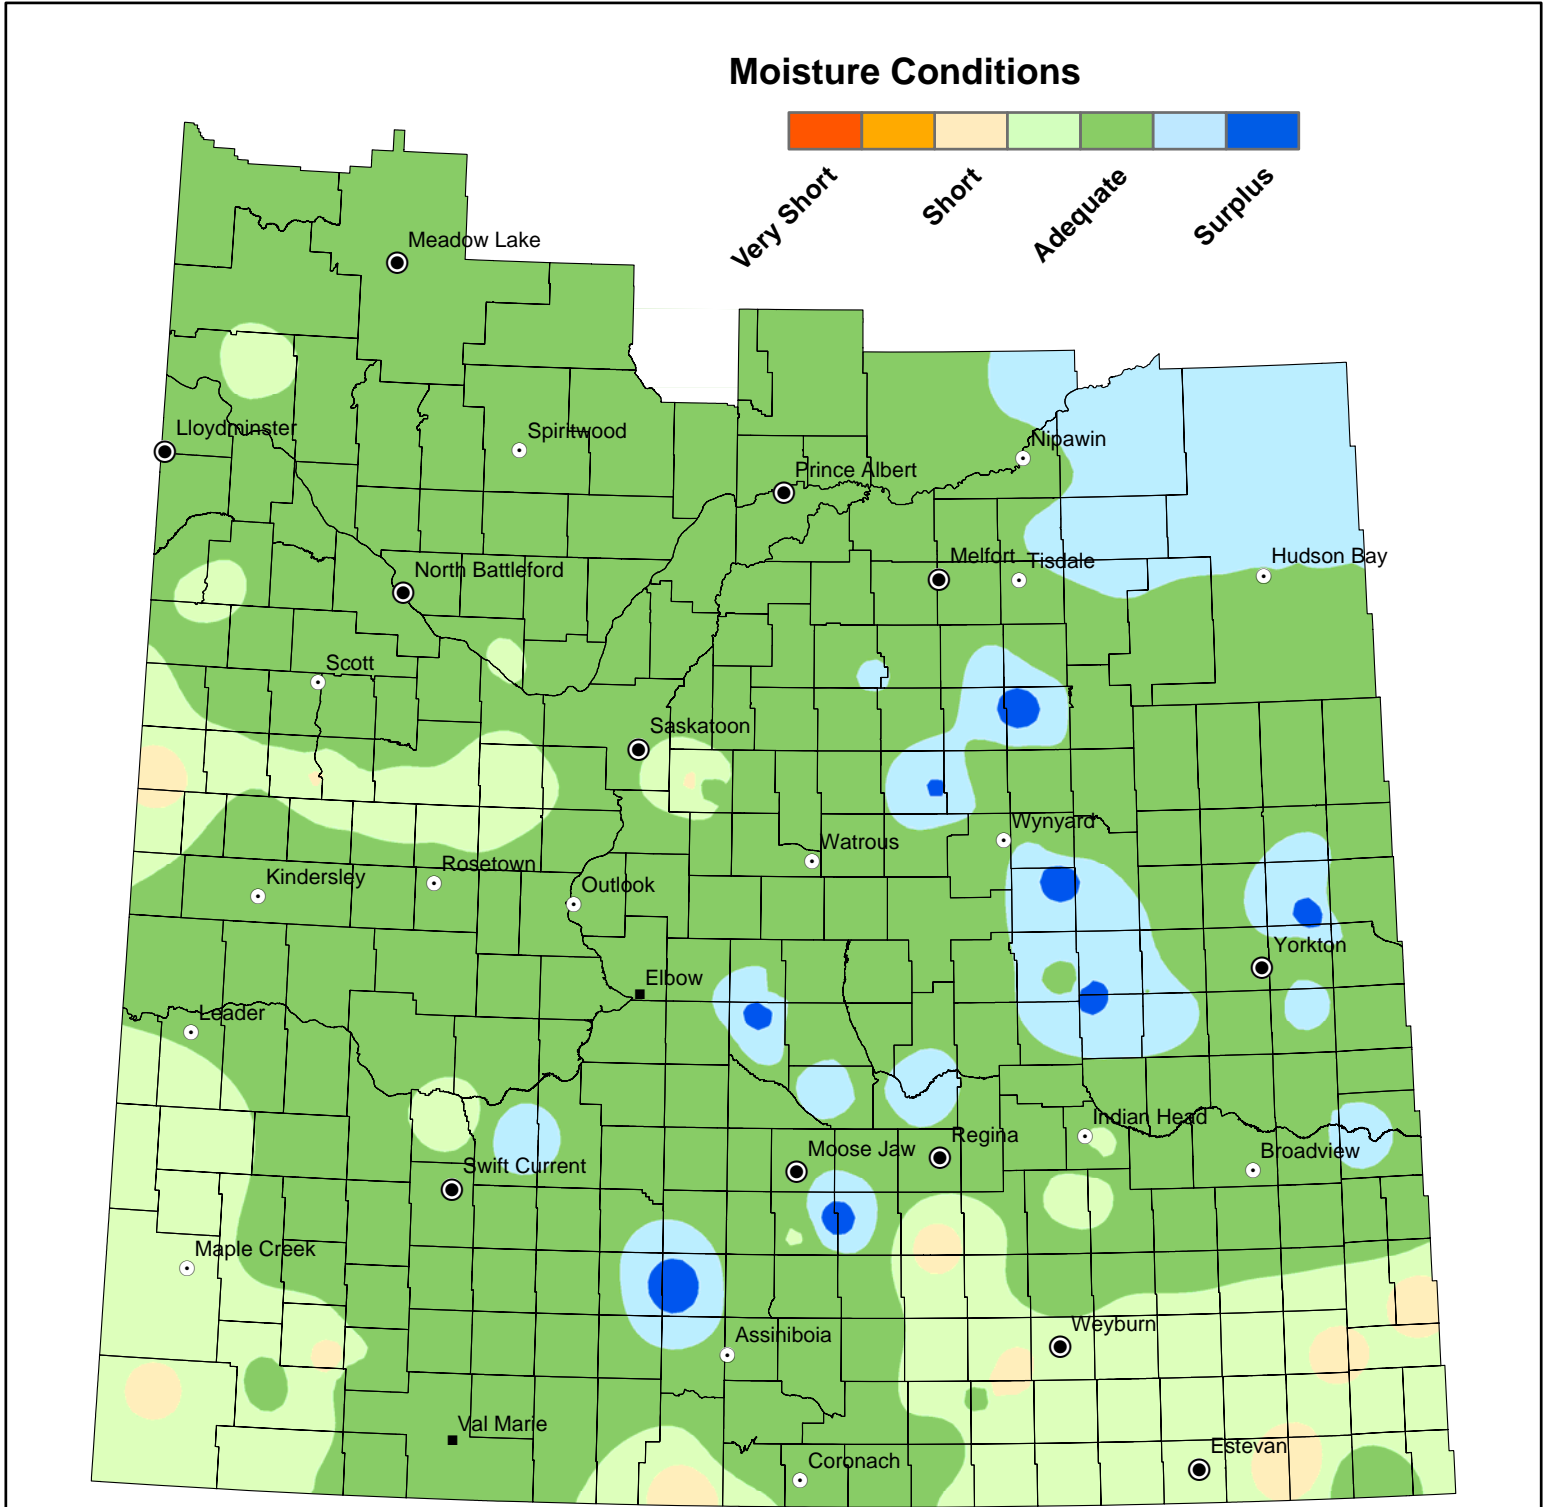 Moisture Conditions
Very Short
Short
Adequate
Surplus
Meadow Lake
Lloydminster
Spiritwood
Nipawin
Prince Albert
Melfort
Tisdale
Hudson Bay
North Battleford
Scott
Saskatoon
Wynyard
Watrous
Rosetown
Kindersley
Outlook
Yorkton
Elbow
Leader
Indian Head
Regina
Moose Jaw
Broadview
Swift Current
Maple Creek
Weyburn
Assiniboia
Val Marie
Estevan
Coronach